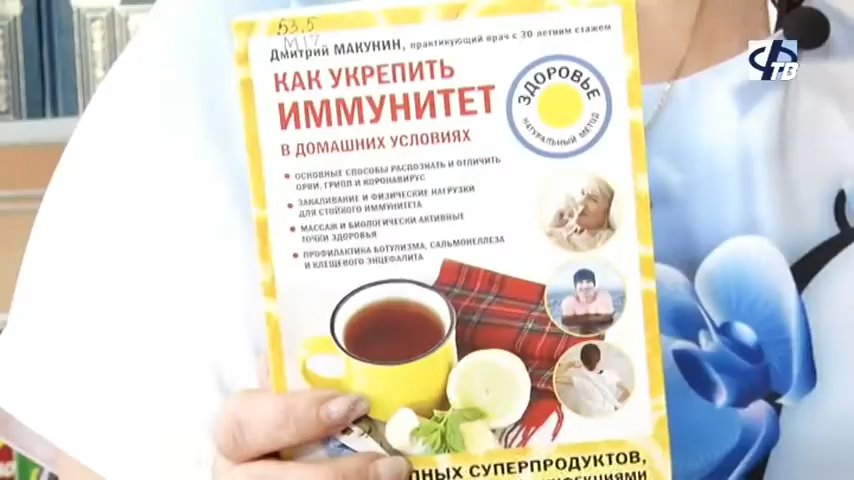 53.5
М17
Дмитрий МАКУНИН, практикующий врач с 30-летним стажем
КАК УКРЕПИТЬ
ИММУНИТЕТ
В ДОМАШНИХ УСЛОВИЯХ
ЗДОРОВЬЕ
НАТУРАЛЬНЫЙ МЕТОД
• ОСНОВНЫЕ СПОСОБЫ РАСПОЗНАТЬ И ОТЛИЧИТЬ
ОРВИ, ГРИПП И КОРОНАВИРУС
• ЗАКАЛИВАНИЕ И ФИЗИЧЕСКИЕ НАГРУЗКИ
ДЛЯ СТОЙКОГО ИММУНИТЕТА
• МАССАЖ И БИОЛОГИЧЕСКИ АКТИВНЫЕ
ТОЧКИ ЗДОРОВЬЯ
• ПРОФИЛАКТИКА БОТУЛИЗМА, САЛЬМОНЕЛЛЕЗА
И КЛЕЩЕВОГО ЭНЦЕФАЛИТА
СУПЕРПРОДУКТОВ,
ТВ